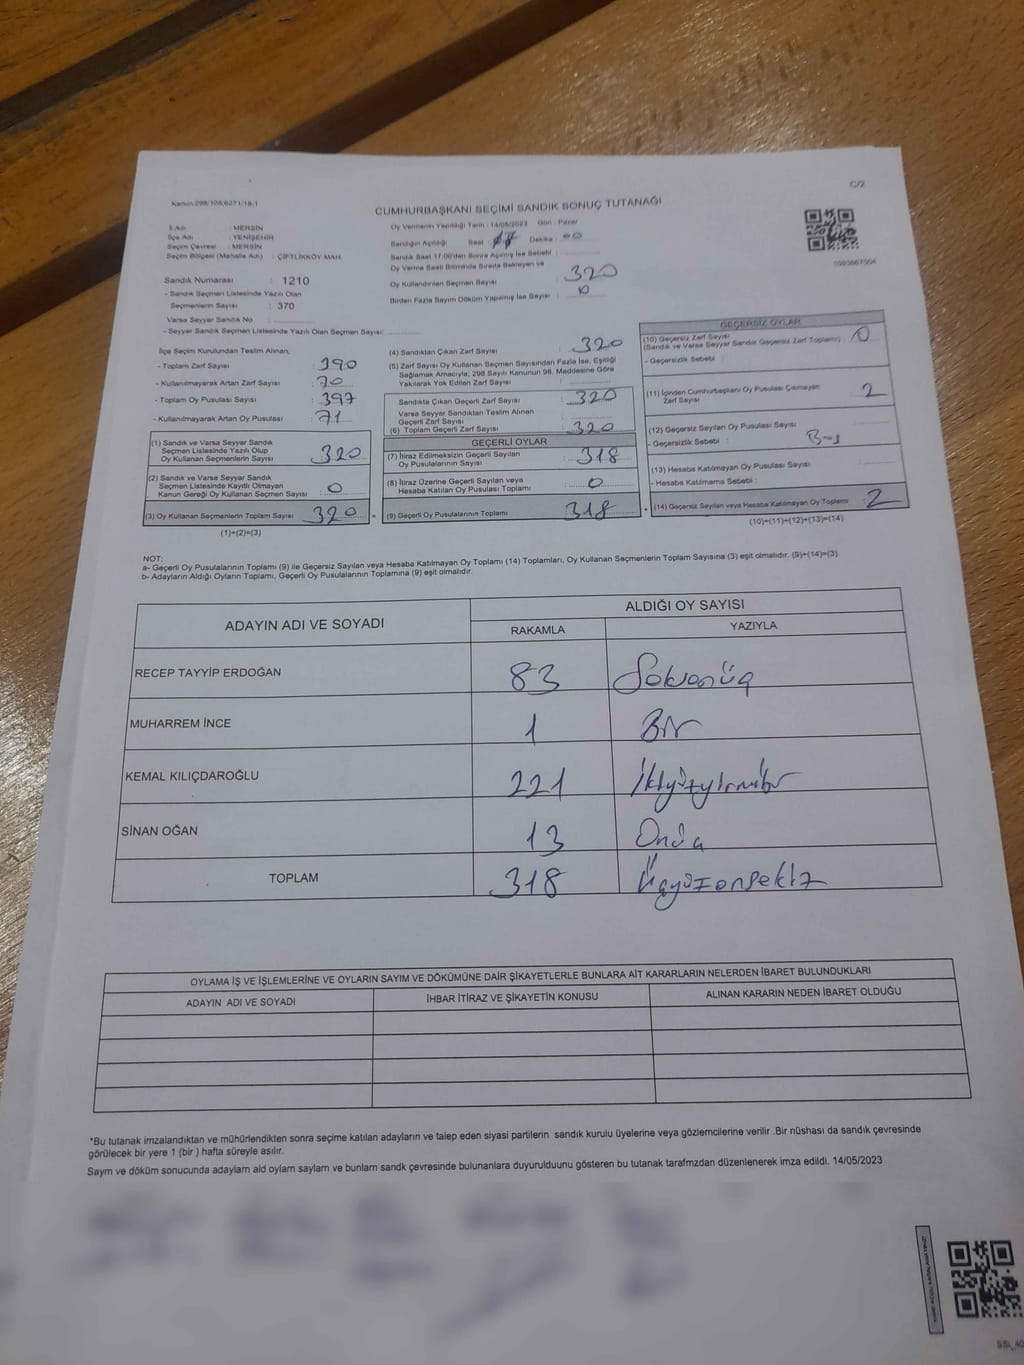 C/2
Kanun:298/105,6271/18-1
CUMHURBAŞKANI SEÇİMİ SANDIK SONUÇ TUTANAĞI
İl Adı : MERSİN
İlçe Adı : YENİŞEHİR
Seçim Çevresi : MERSİN
Seçim Bölgesi (Mahalle Adı) : ÇİFTLİKKÖY MAH.
Oy Vermenin Yapıldığı Tarih : 14/05/2023 Gün : Pazar
Sandığın Açıldığı Saat : 17 Dakika : 00
Sandık Saat 17:00'den Sonra Açılmış İse Sebebi :
Oy Verme Saati Bitiminde Sırada Bekleyen ve
Oy Kullandırılan Seçmen Sayısı : 320
Birden Fazla Sayım Döküm Yapılmış İse Sayısı : 0
Sandık Numarası : 1210
- Sandık Seçmen Listesinde Yazılı Olan
Seçmenlerin Sayısı : 370
Varsa Seyyar Sandık No :
- Seyyar Sandık Seçmen Listesinde Yazılı Olan Seçmen Sayısı:
İlçe Seçim Kurulundan Teslim Alınan,
- Toplam Zarf Sayısı : 390
- Kullanılmayarak Artan Zarf Sayısı : 70
- Toplam Oy Pusulası Sayısı : 397
- Kullanılmayarak Artan Oy Pusulası : 71
(1) Sandık ve Varsa Seyyar Sandık
Seçmen Listesinde Yazılı Olup
Oy Kullanan Seçmenlerin Sayısı : 320
(2) Sandık ve Varsa Seyyar Sandık
Seçmen Listesinde Kayıtlı Olmayan
Kanun Gereği Oy Kullanan Seçmen Sayısı : 0
(3) Oy Kullanan Seçmenlerin Toplam Sayısı : 320
(1)+(2)=(3)
(4) Sandıktan Çıkan Zarf Sayısı : 320
(5) Zarf Sayısı Oy Kullanan Seçmen Sayısından Fazla İse, Eşitliği
Sağlamak Amacıyla; 298 Sayılı Kanunun 98. Maddesine Göre
Yakılarak Yok Edilen Zarf Sayısı :
Sandıkta Çıkan Geçerli Zarf Sayısı : 320
Varsa Seyyar Sandıktan Teslim Alınan
Geçerli Zarf Sayısı :
(6) Toplam Geçerli Zarf Sayısı : 320
GEÇERLİ OYLAR
(7) İtiraz Edilmeksizin Geçerli Sayılan
Oy Pusulalarının Sayısı : 318
(8) İtiraz Üzerine Geçerli Sayılan veya
Hesaba Katılan Oy Pusulası Toplamı : 0
= (9) Geçerli Oy Pusulalarının Toplamı : 318
GEÇERSİZ OYLAR
(10) Geçersiz Zarf Sayısı
(Sandık ve Varsa Seyyar Sandık Geçersiz Zarf Toplamı) : 0
- Geçersizlik Sebebi :
(11) İçinden Cumhurbaşkanı Oy Pusulası Çıkmayan
Zarf Sayısı : 2
(12) Geçersiz Sayılan Oy Pusulası Sayısı :
- Geçersizlik Sebebi :
(13) Hesaba Katılmayan Oy Pusulası Sayısı :
- Hesaba Katılmama Sebebi :
+ (14) Geçersiz Sayılan veya Hesaba Katılmayan Oy Toplamı : 2
(10)+(11)+(12)+(13)=(14)
NOT:
a- Geçerli Oy Pusulalarının Toplamı (9) ile Geçersiz Sayılan veya Hesaba Katılmayan Oy Toplamı (14) Toplamları, Oy Kullanan Seçmenlerin Toplam Sayısına (3) eşit olmalıdır. (9)+(14)=(3)
b- Adayların Aldığı Oyların Toplamı, Geçerli Oy Pusulalarının Toplamına (9) eşit olmalıdır.
ADAYIN ADI VE SOYADI ALDIĞI OY SAYISI
RAKAMLA YAZIYLA
RECEP TAYYİP ERDOĞAN 83 Seksenüç
MUHARREM İNCE 1 Bir
KEMAL KILIÇDAROĞLU 221 İkiyüzyirmibir
SİNAN OĞAN 13
TOPLAM 318 Üçyüzonsekiz
OYLAMA İŞ VE İŞLEMLERİNE VE OYLARIN SAYIM VE DÖKÜMÜNE DAİR ŞİKAYETLERLE BUNLARA AİT KARARLARIN NELERDEN İBARET BULUNDUKLARI
ADAYIN ADI VE SOYADI İHBAR İTİRAZ VE ŞİKAYETİN KONUSU ALINAN KARARIN NEDEN İBARET OLDUĞU
*Bu tutanak imzalandıktan ve mühürlendikten sonra seçime katılan adayların ve talep eden siyasi partilerin sandık kurulu üyelerine veya gözlemcilerine verilir .Bir nüshası da sandık çevresinde
görülecek bir yere 1 (bir ) hafta süreyle asılır.
Sayım ve döküm sonucunda adayların ald oyların sayları ve bunların sandk çevresinde bulunanlara duyurulduunu gösteren bu tutanak tarafmzdan düzenlenerek imza edildi. 14/05/2023